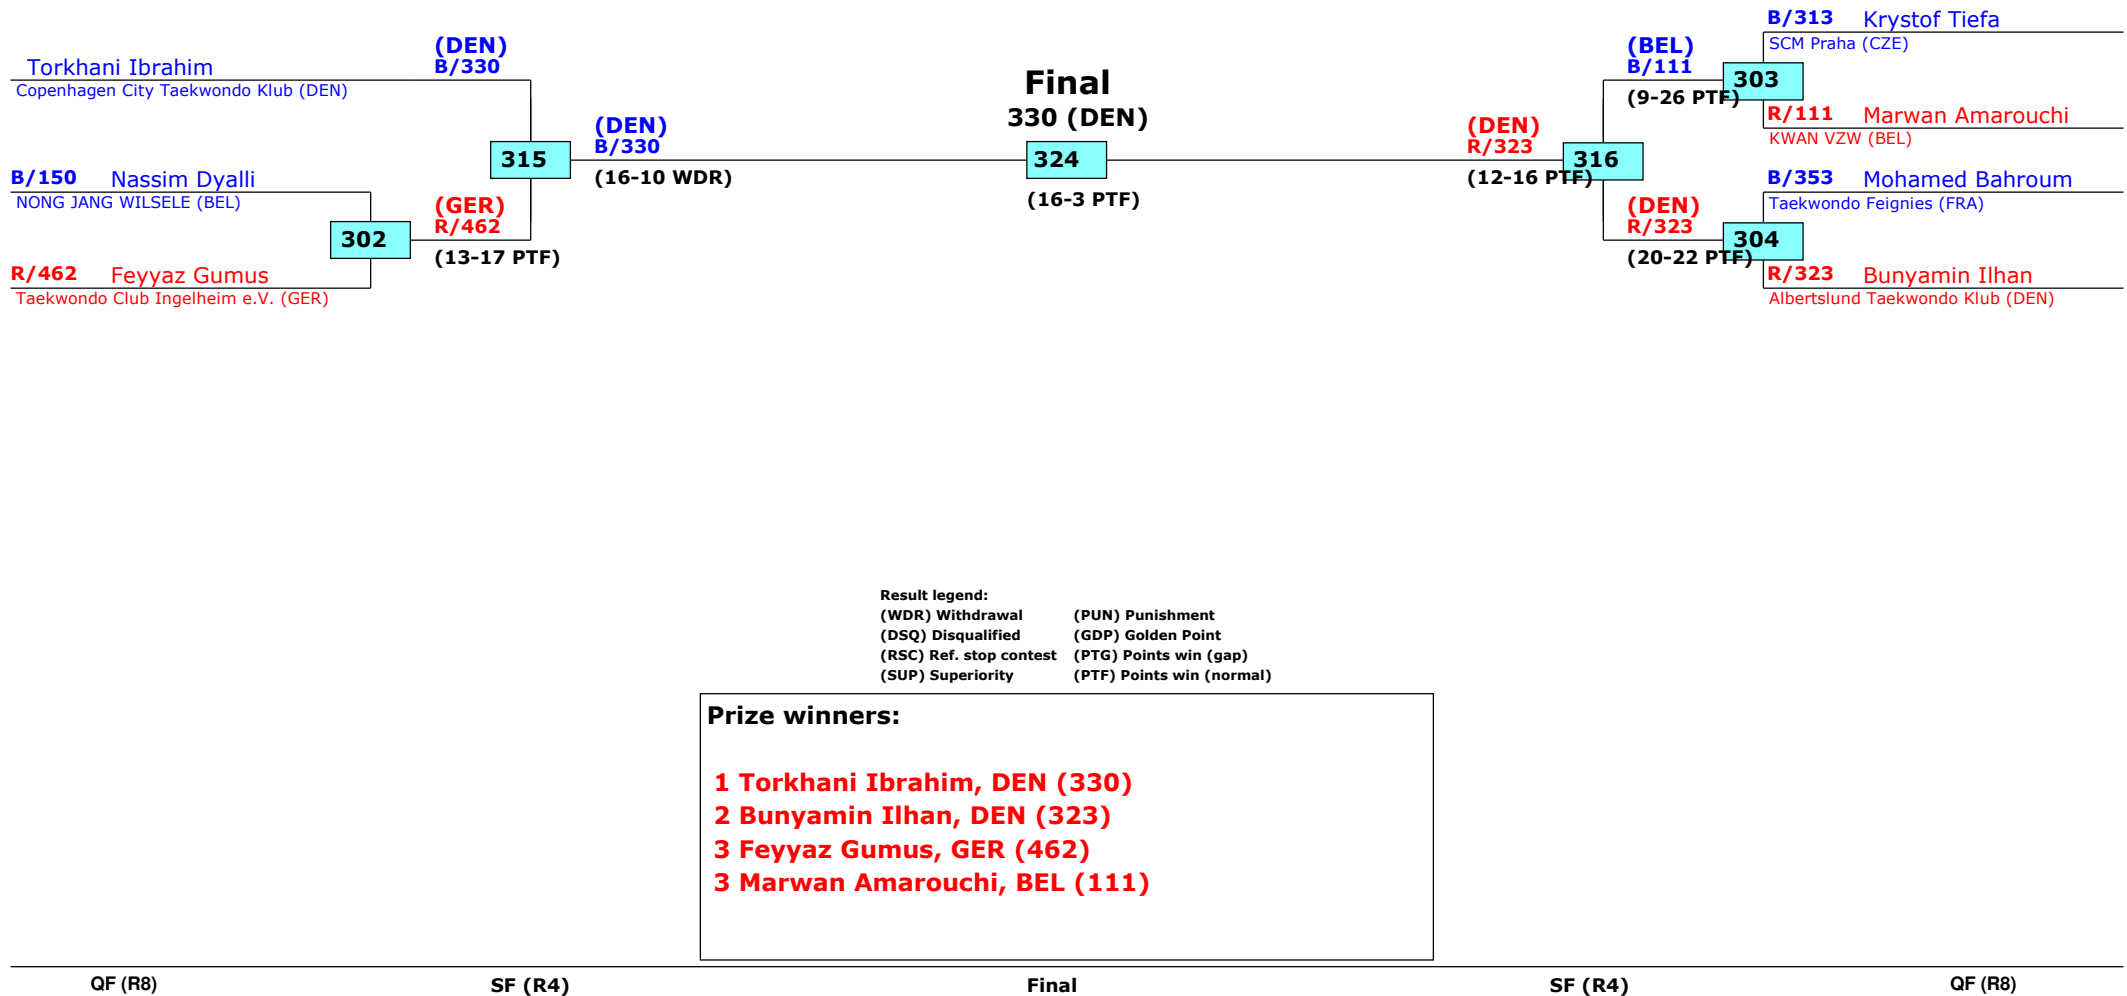 Torkhani Ibrahim
Copenhagen City Taekwondo Klub (DEN)
B/150 Nassim Dyalli
NONG JANG WILSELE (BEL)
302
R/462 Feyyaz Gumus
Taekwondo Club Ingelheim e.V. (GER)
(DEN)
B/330
315
(GER)
R/462
(13-17 PTF)
(DEN)
B/330
(16-10 WDR)
Final
330 (DEN)
324
(16-3 PTF)
(DEN)
R/323
316
(12-16 PTF)
(BEL)
B/111
303
(9-26 PTF)
(DEN)
R/323
304
(20-22 PTF)
B/313 Krystof Tiefa
SCM Praha (CZE)
R/111 Marwan Amarouchi
KWAN VZW (BEL)
B/353 Mohamed Bahroum
Taekwondo Feignies (FRA)
R/323 Bunyamin Ilhan
Albertslund Taekwondo Klub (DEN)
Result legend:
(WDR) Withdrawal (PUN) Punishment
(DSQ) Disqualified (GDP) Golden Point
(RSC) Ref. stop contest (PTG) Points win (gap)
(SUP) Superiority (PTF) Points win (normal)
Prize winners:
1 Torkhani Ibrahim, DEN (330)
2 Bunyamin Ilhan, DEN (323)
3 Feyyaz Gumus, GER (462)
3 Marwan Amarouchi, BEL (111)
QF (R8) SF (R4) Final SF (R4) QF (R8)